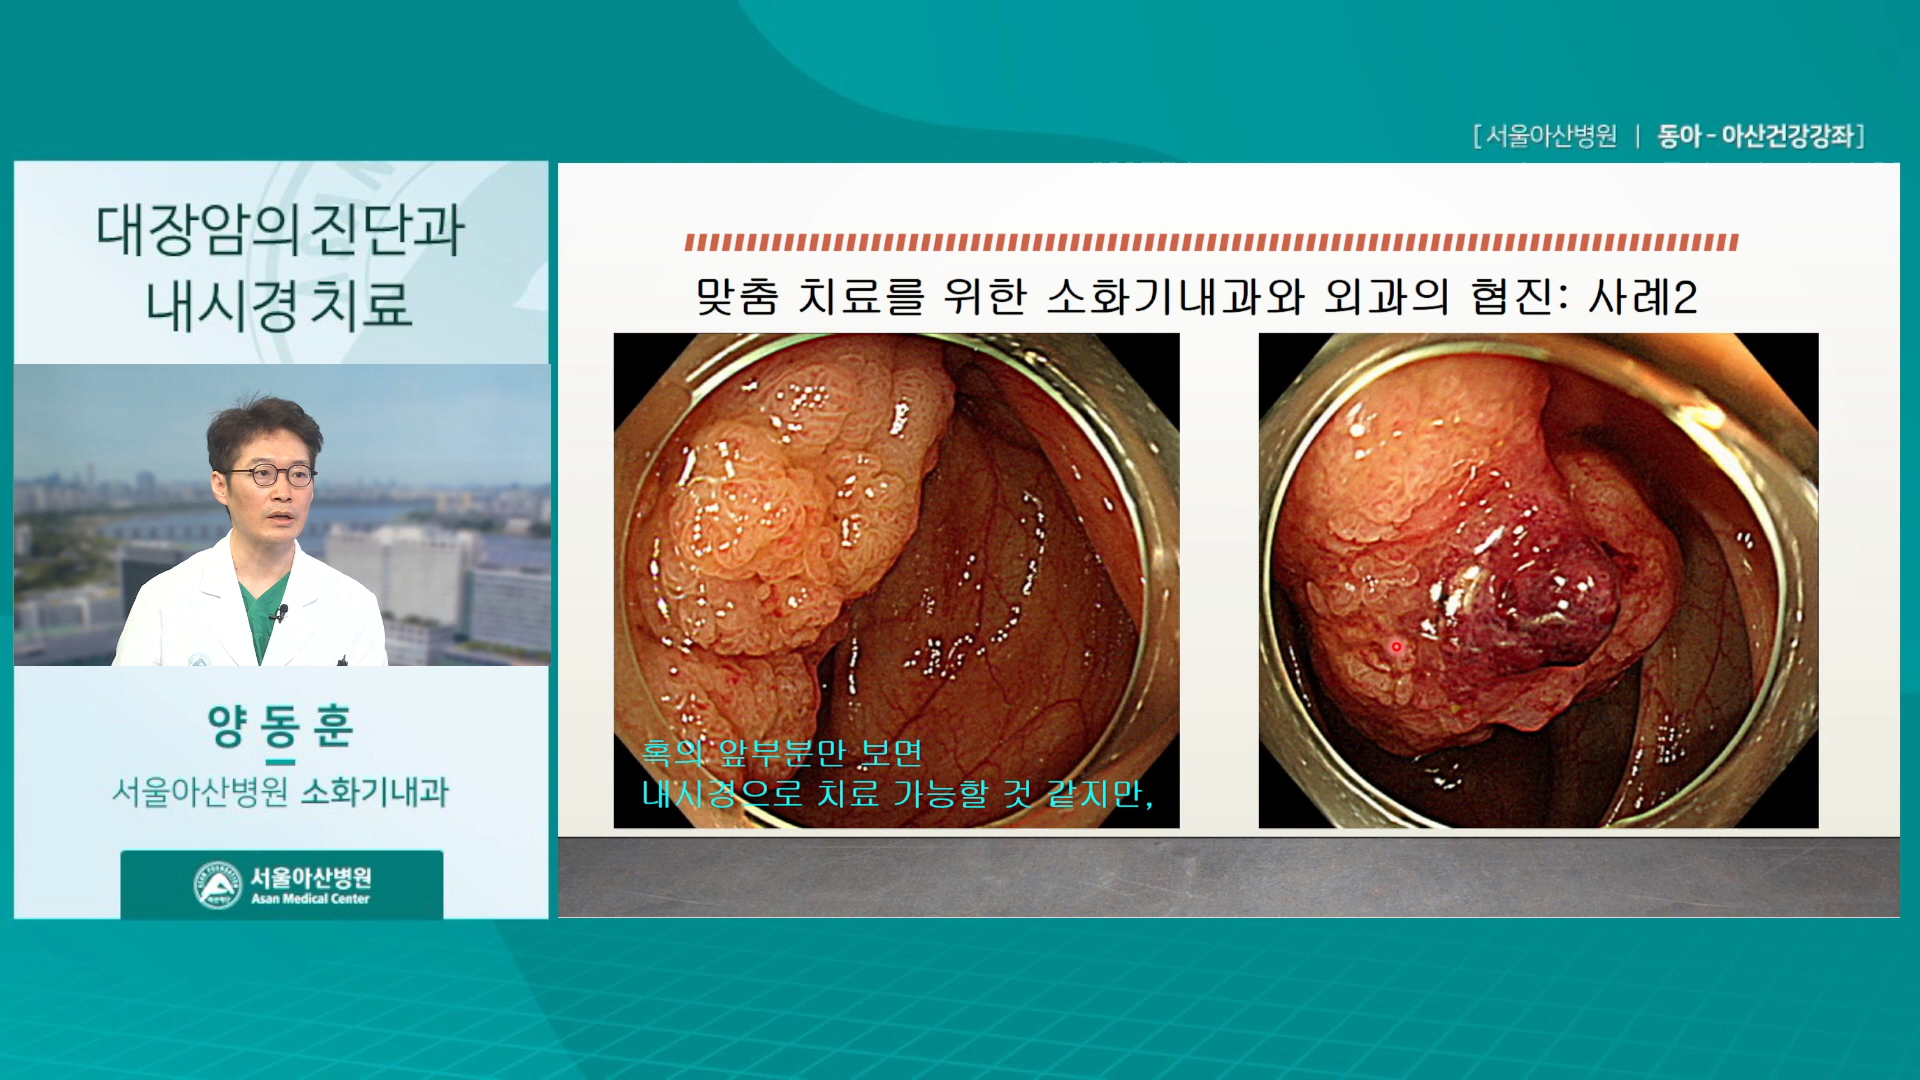 [서울아산병원 | 동아-아산건강강좌]
대장암의 진단과
내시경 치료
맞춤 치료를 위한 소화기내과와 외과의 협진: 사례2
혹의 앞부분만 보면
내시경으로 치료 가능할 것 같지만,
양동훈
서울아산병원 소화기내과
서울아산병원
Asan Medical Center